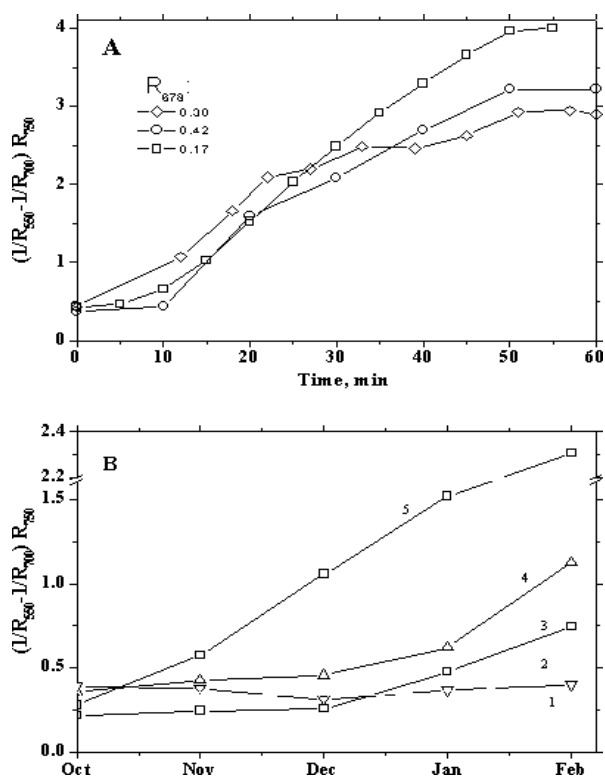 A
R678:
0.30
0.42
0.17
4
3
2
1
0
(1/R550-1/R700) R750
0 10 20 30 40 50 60
Time, min
B
2.4
2.2
1.5
1.0
0.5
0.0
(1/R550-1/R700) R750
5
4
3
2
1
Oct Nov Dec Jan Feb